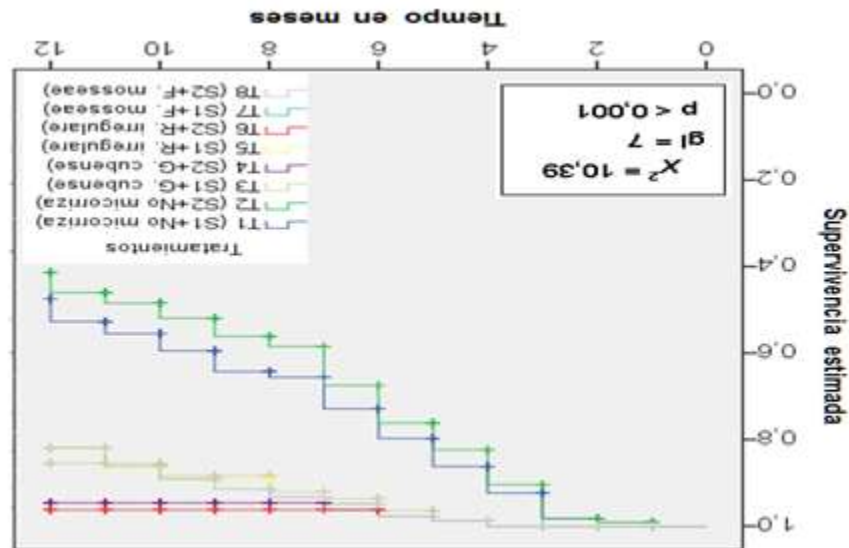 Supervivencia estimada
1,0
0,8
0,6
0,4
0,2
0,0
0 2 4 6 8 10 12
Tiempo en meses
X² = 10,39
gl = 7
p < 0,001
Tratamientos
T1 (S1+No micorriza)
T2 (S2+No micorriza)
T3 (S1+G. cubense)
T4 (S2+G. cubense)
T5 (S1+R. irregulare)
T6 (S2+R. irregulare)
T7 (S1+F. mosseae)
T8 (S2+F. mosseae)